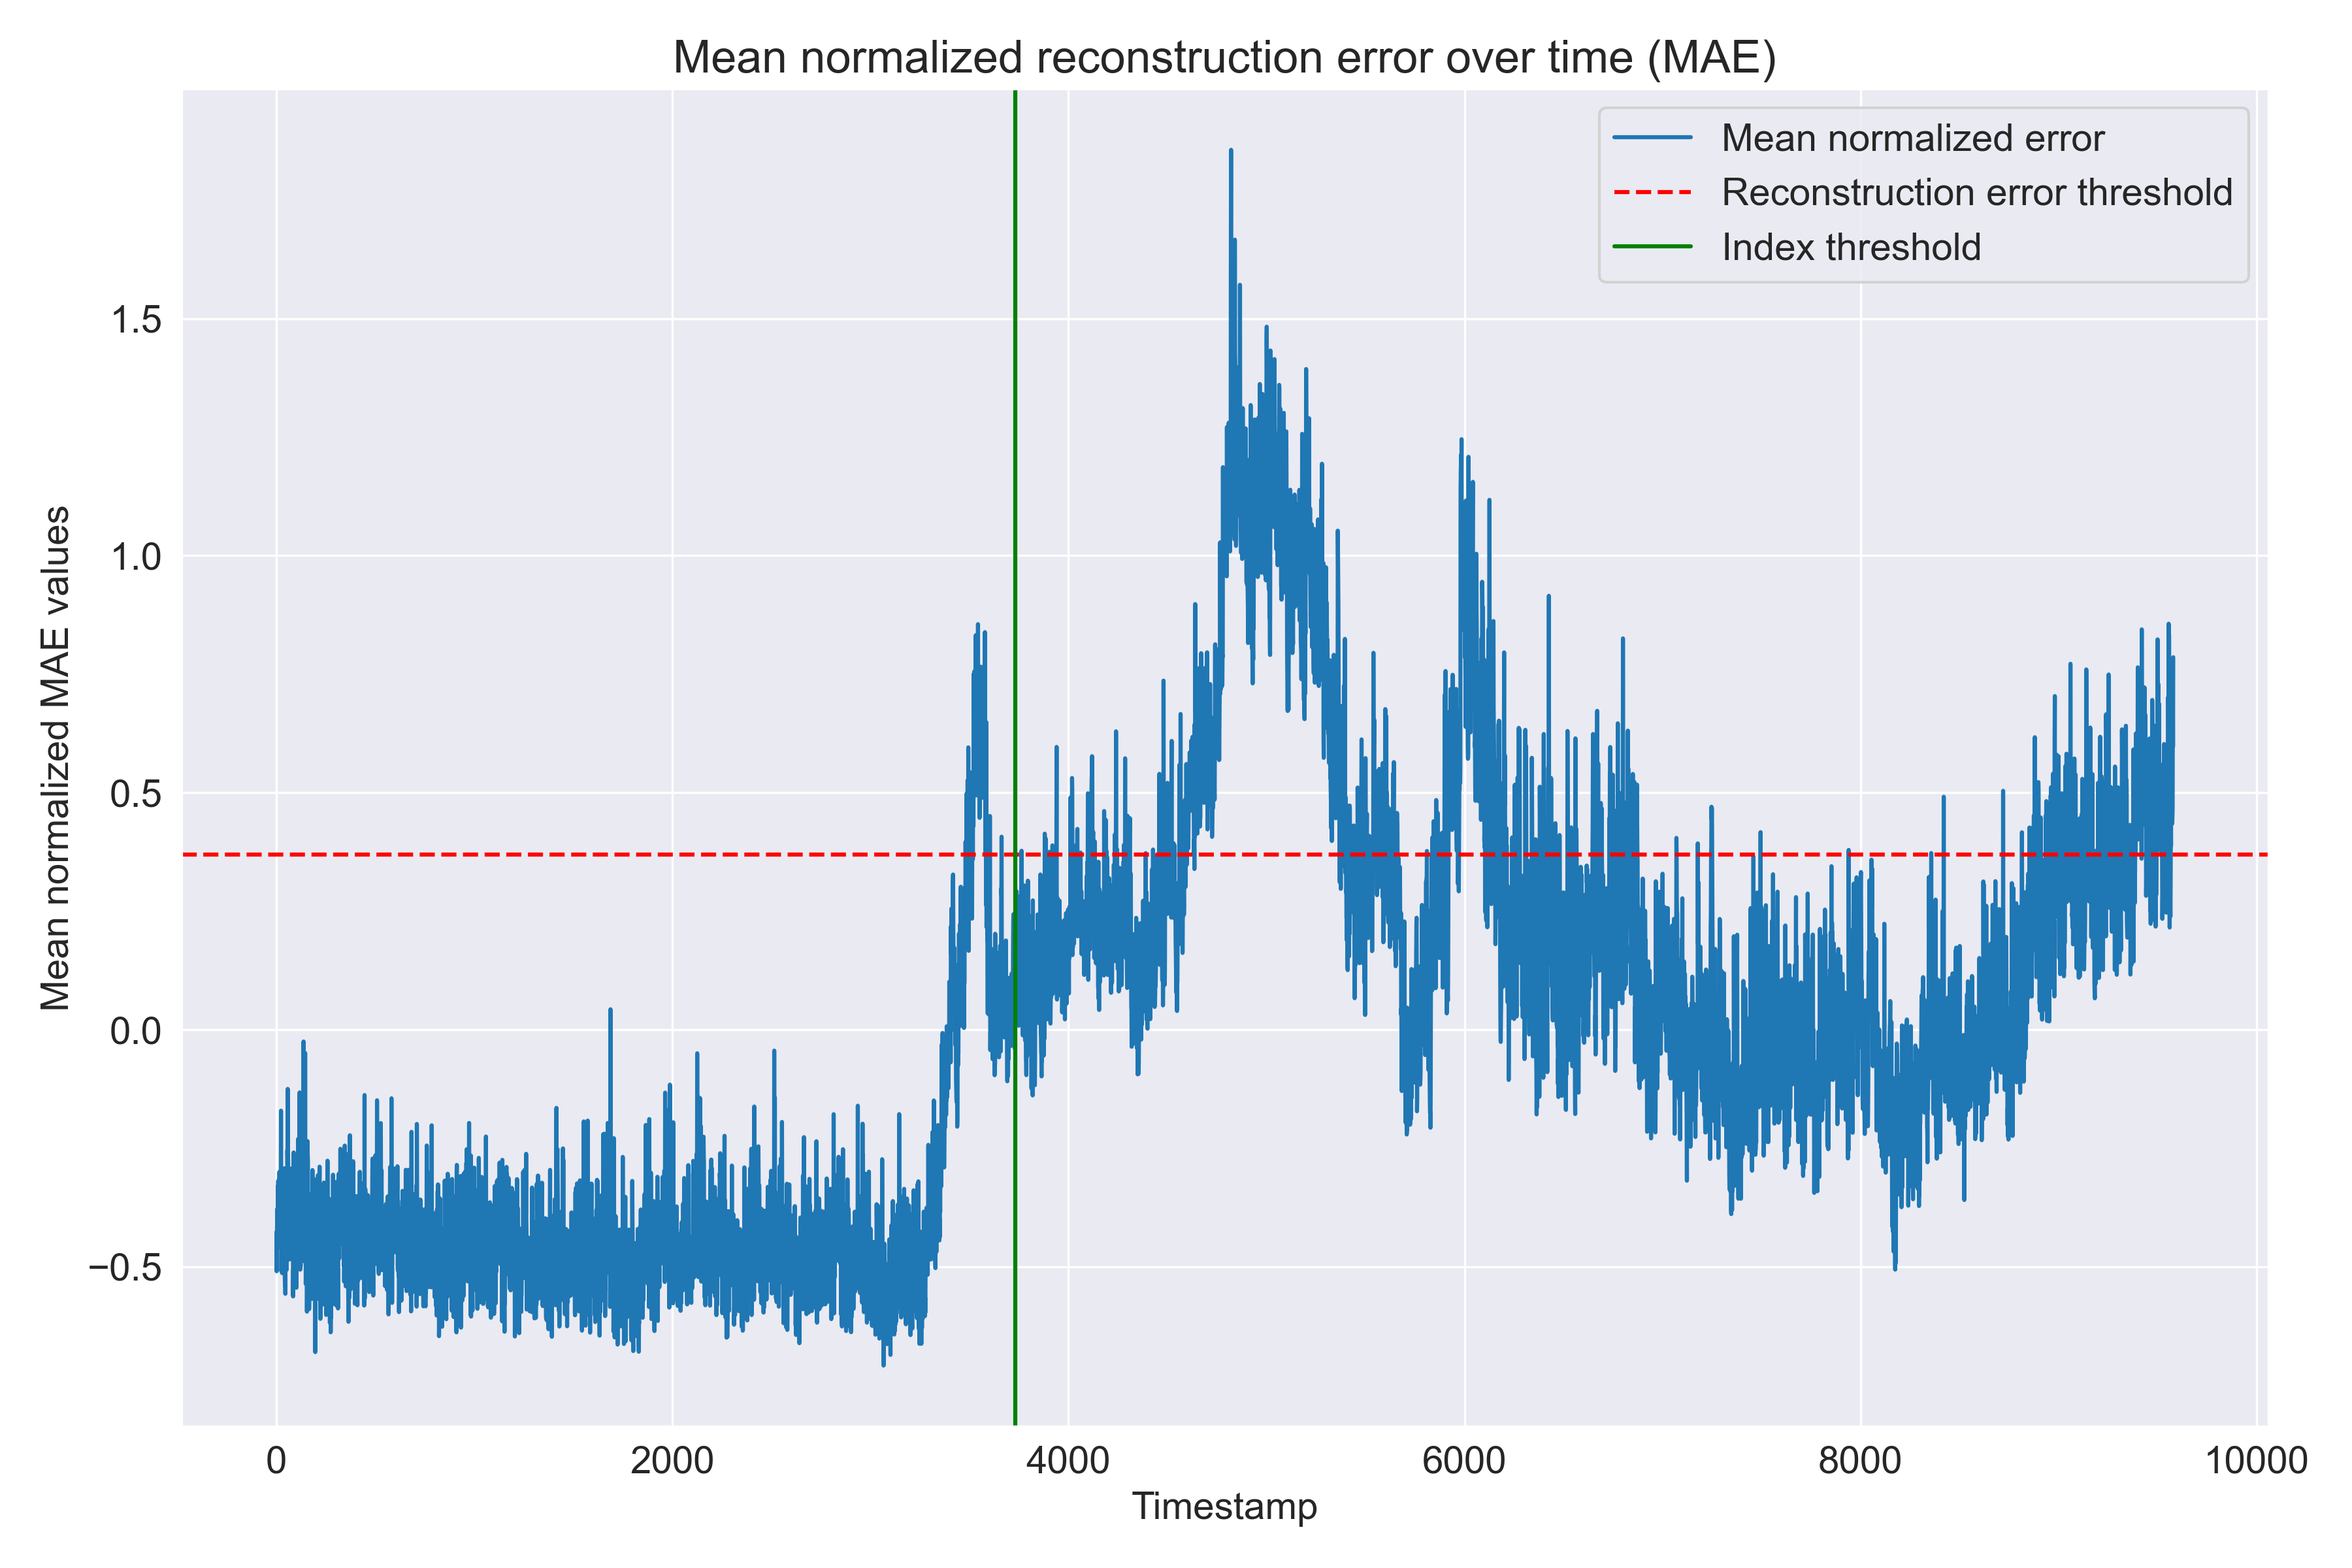 Mean normalized reconstruction error over time (MAE)
Mean normalized error
Reconstruction error threshold
Index threshold
Mean normalized MAE values
1.5
1.0
0.5
0.0
−0.5
0
2000
4000
6000
8000
10000
Timestamp